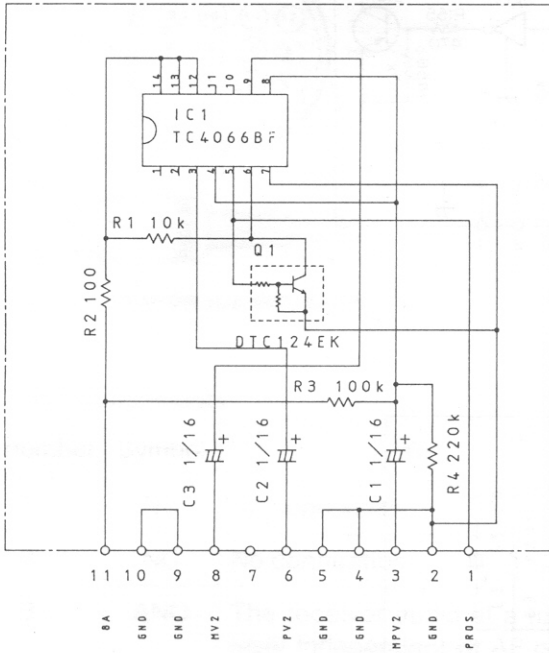 14 13 12 11 10 9 8
IC1
TC4066BF
1 2 3 4 5 6 7
R1 10k
Q1
R2 100
DTC124EK
R3 100k
C3 1/16
+
C2 1/16
+
C1 1/16
+
R4 220k
11 10 9 8 7 6 5 4 3 2 1
8A
GND
GND
MV2
PV2
GND
GND
MPV2
GND
PROS